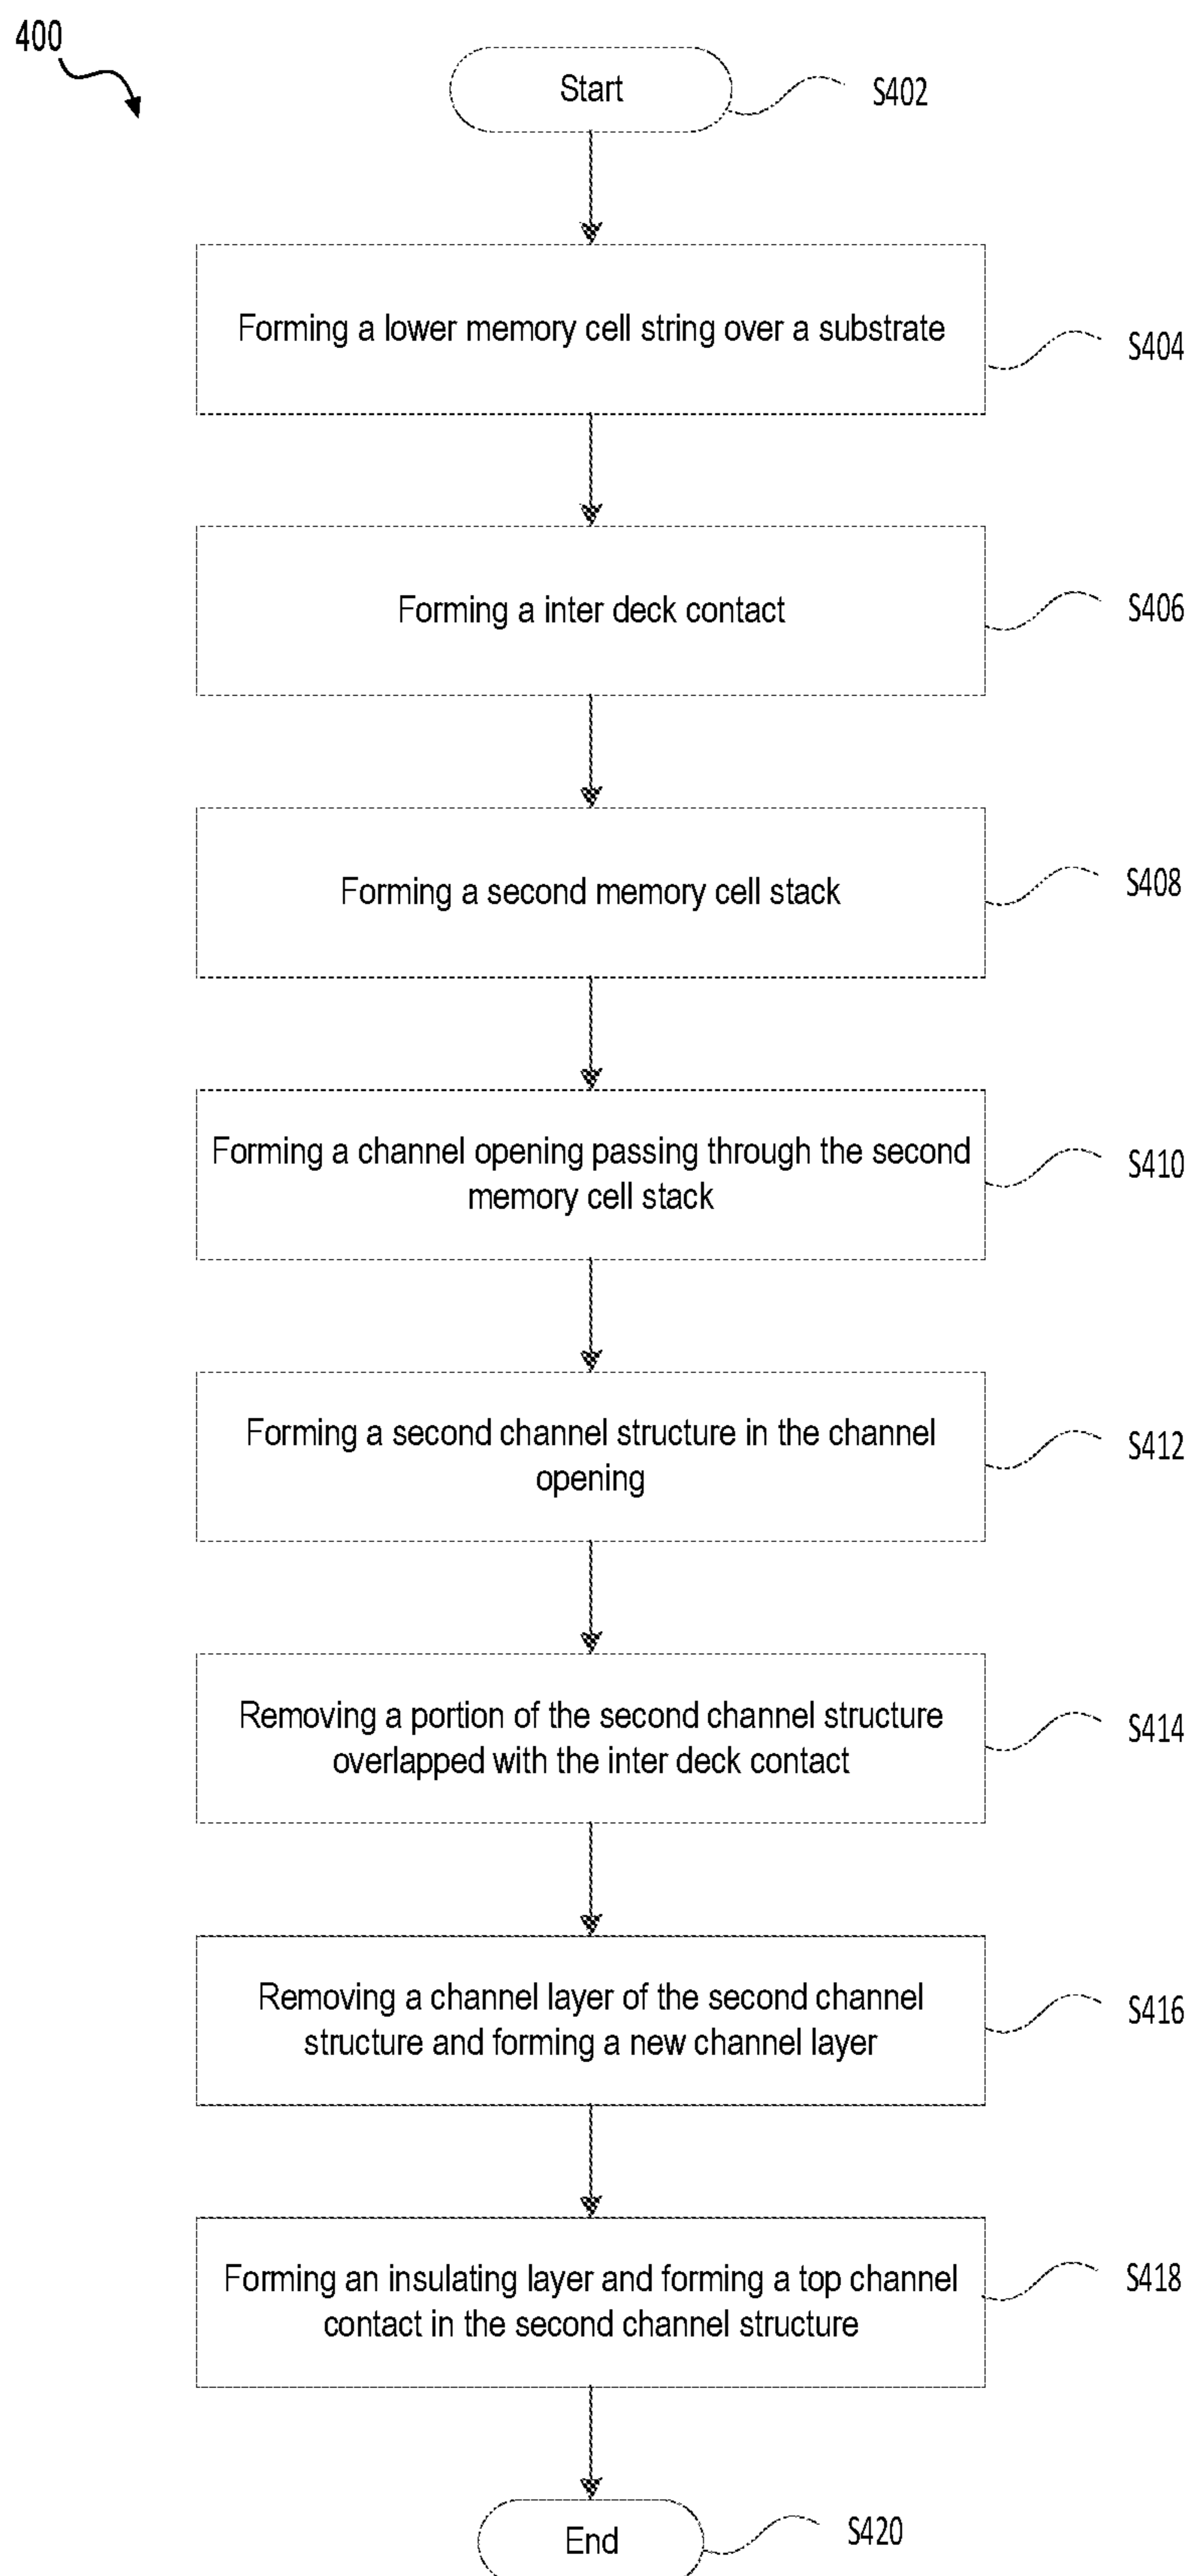 400
Start
S402
Forming a lower memory cell string over a substrate
S404
Forming a inter deck contact
S406
Forming a second memory cell stack
S408
Forming a channel opening passing through the second
memory cell stack
S410
Forming a second channel structure in the channel
opening
S412
Removing a portion of the second channel structure
overlapped with the inter deck contact
S414
Removing a channel layer of the second channel
structure and forming a new channel layer
S416
Forming an insulating layer and forming a top channel
contact in the second channel structure
S418
End
S420